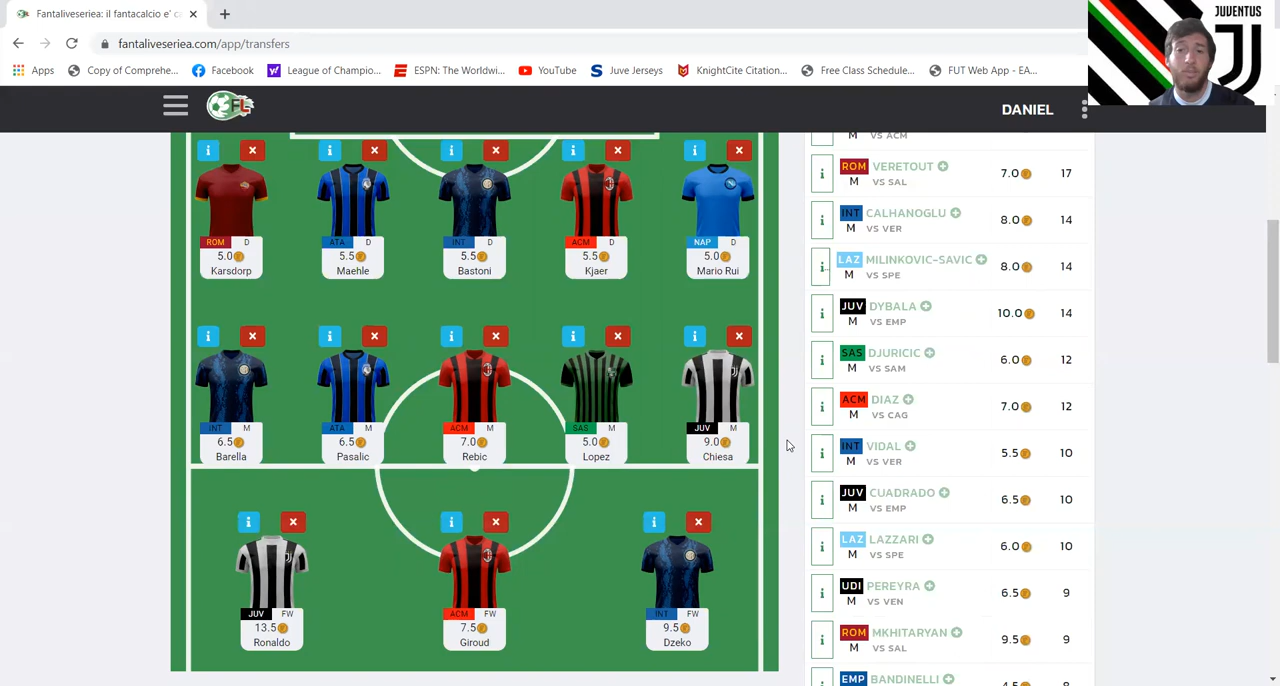 Fantaliveseriea: il fantacalcio e' ca
fantaliveseriea.com/app/transfers
Apps
Copy of Comprehe...
Facebook
League of Champio...
ESPN: The Worldwi...
YouTube
Juve Jerseys
KnightCite Citation...
Free Class Schedule...
FUT Web App - EA...
JUVENTUS
FL
DANIEL
ROM D
5.0
Karsdorp
ATA D
5.5
Maehle
INT D
5.5
Bastoni
ACM D
5.5
Kjaer
NAP D
5.0
Mario Rui
INT M
6.5
Barella
ATA M
6.5
Pasalic
ACM M
7.0
Rebic
SAS M
5.0
Lopez
JUV M
9.0
Chiesa
JUV FW
13.5
Ronaldo
ACM FW
7.5
Giroud
INT FW
9.5
Dzeko
M VS ACM
ROM VERETOUT 7.0 17
M VS SAL
INT CALHANOGLU 8.0 14
M VS VER
LAZ MILINKOVIC-SAVIC 8.0 14
M VS SPE
JUV DYBALA 10.0 14
M VS EMP
SAS DJURICIC 6.0 12
M VS SAM
ACM DIAZ 7.0 12
M VS CAG
INT VIDAL 5.5 10
M VS VER
JUV CUADRADO 6.5 10
M VS EMP
LAZ LAZZARI 6.0 10
M VS SPE
UDI PEREYRA 6.5 9
M VS VEN
ROM MKHITARYAN 9.5 9
M VS SAL
EMP BANDINELLI 4.5 8